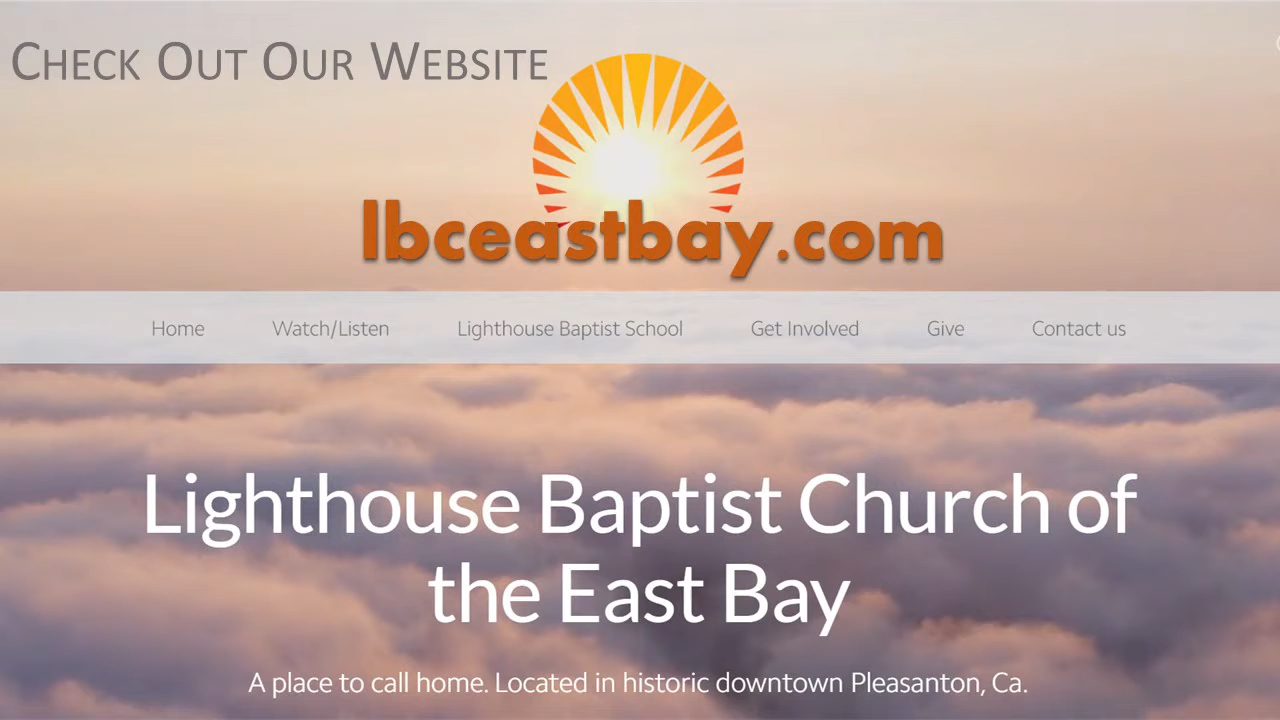 Check Out Our Website
lbceastbay.com
Home Watch/Listen Lighthouse Baptist School Get Involved Give Contact us
Lighthouse Baptist Church of
the East Bay
A place to call home. Located in historic downtown Pleasanton, Ca.